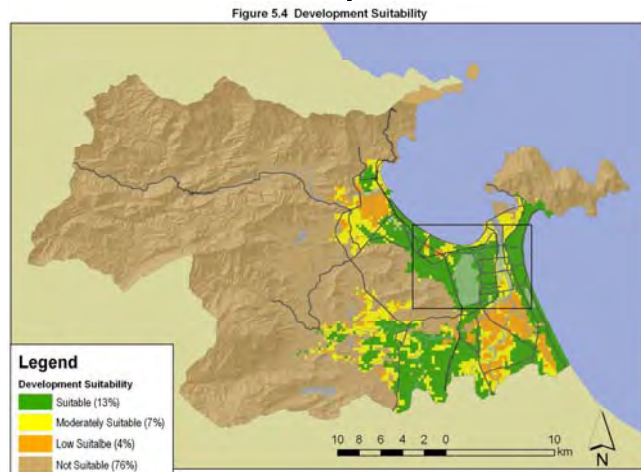 Figure 5.4 Development Suitability
Legend
Development Suitability
Suitable (13%)
Moderately Suitable (7%)
Low Suitalbe (4%)
Not Suitable (76%)
10 8 6 4 2 0 10
km
N